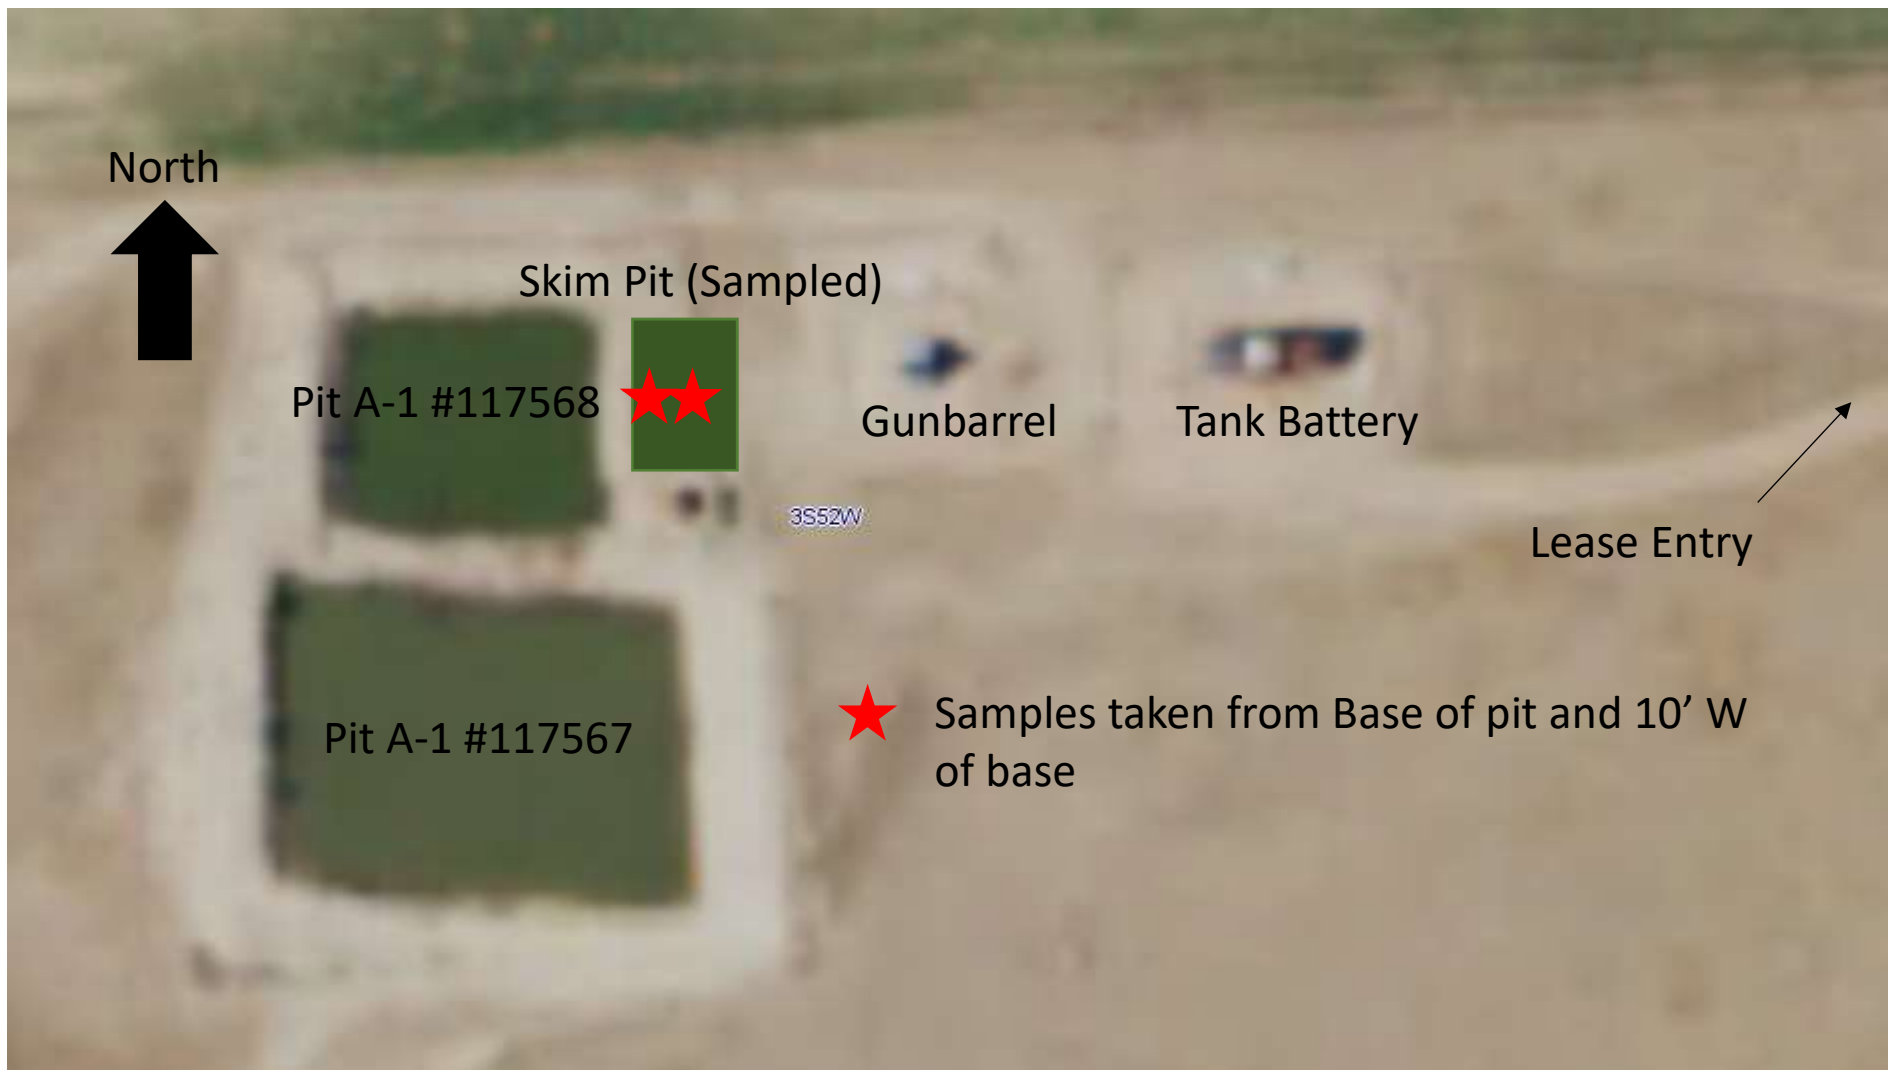 North
Skim Pit (Sampled)
Pit A-1 #117568
Gunbarrel
Tank Battery
3S52W
Lease Entry
Pit A-1 #117567
Samples taken from Base of pit and 10’ W
of base